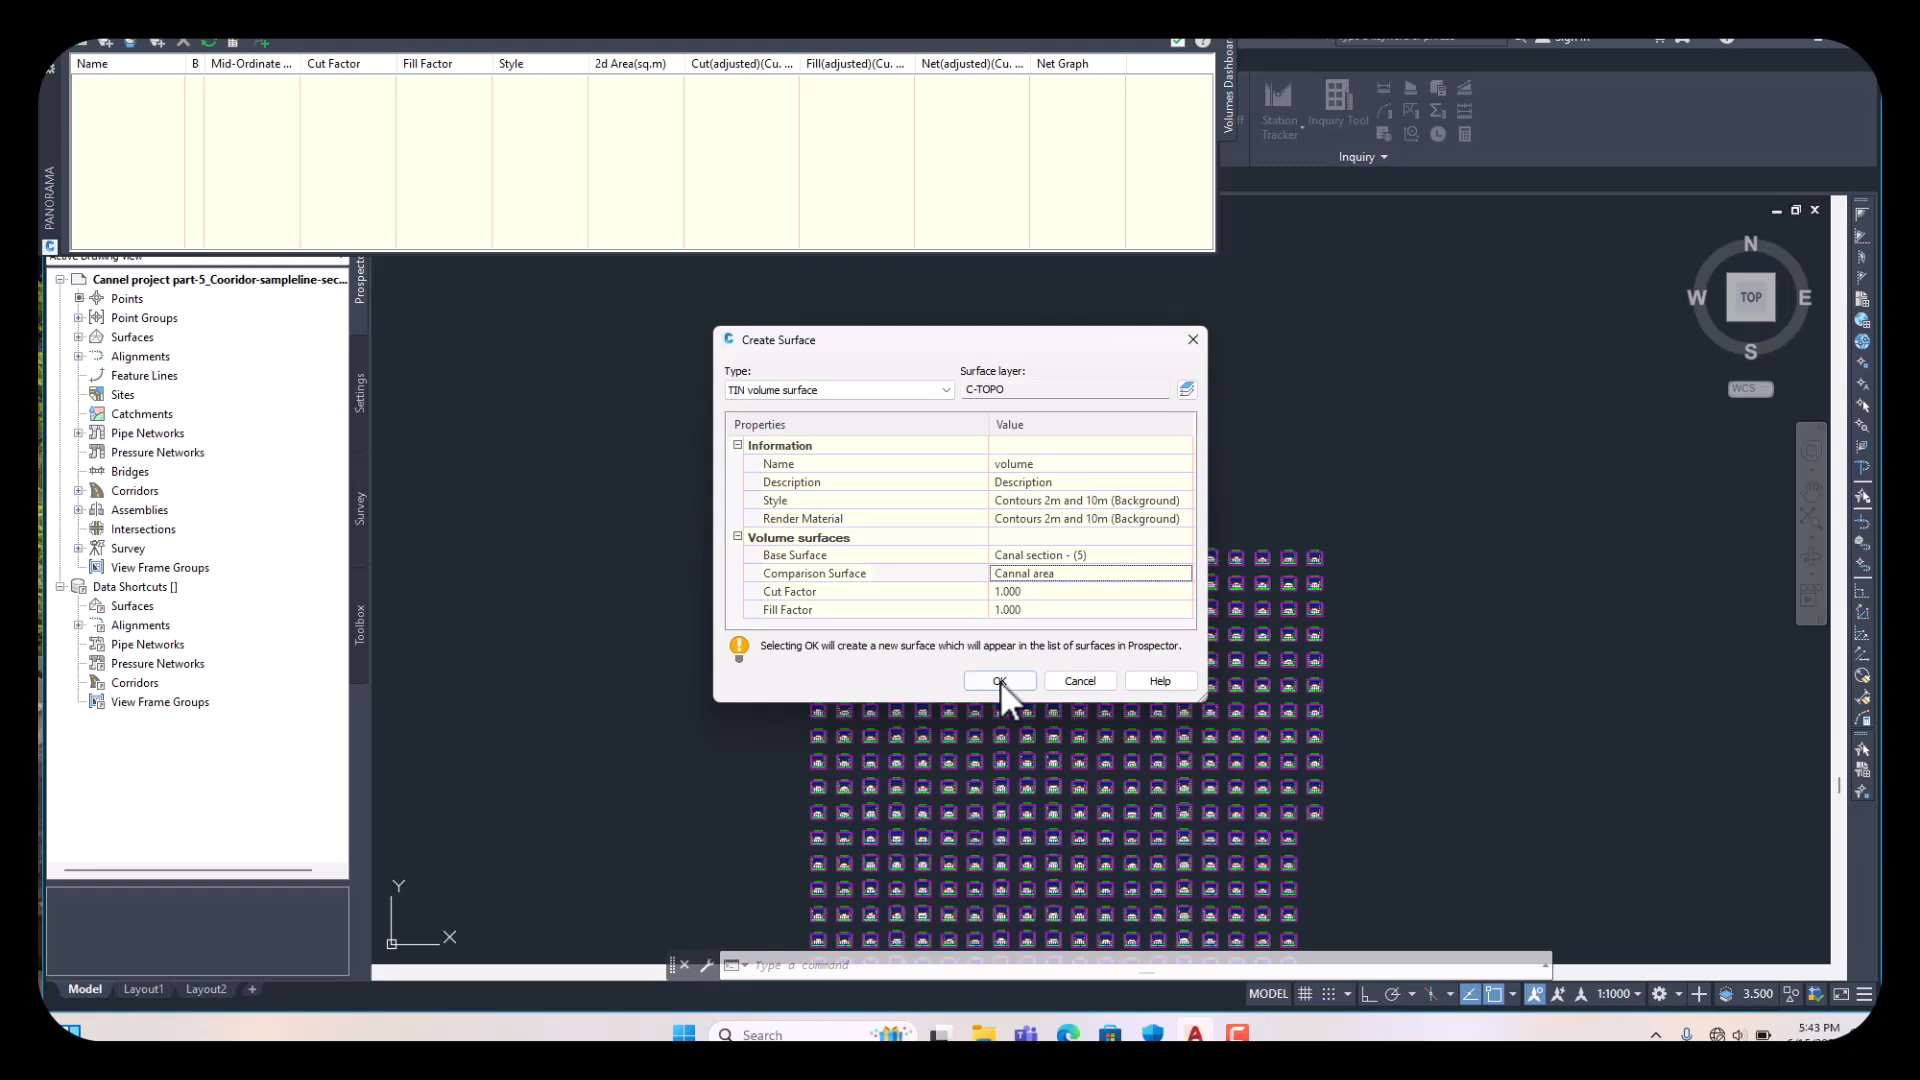 Name B Mid-Ordinate ... Cut Factor Fill Factor Style 2d Area(sq.m) Cut(adjusted)(Cu. ... Fill(adjusted)(Cu. ... Net(adjusted)(Cu. ... Net Graph
PANORAMA
Volumes Dashboar
Station Tracker
Inquiry Tool
Inquiry
Active Drawing View
Cannel project part-5_Cooridor-sampleline-sec...
Points
Point Groups
Surfaces
Alignments
Feature Lines
Sites
Catchments
Pipe Networks
Pressure Networks
Bridges
Corridors
Assemblies
Intersections
Survey
View Frame Groups
Data Shortcuts []
Surfaces
Alignments
Pipe Networks
Pressure Networks
Corridors
View Frame Groups
Prospecto
Settings
Survey
Toolbox
Create Surface
Type:
Surface layer:
TIN volume surface
C-TOPO
Properties Value
Information
Name volume
Description Description
Style Contours 2m and 10m (Background)
Render Material Contours 2m and 10m (Background)
Volume surfaces
Base Surface Canal section - (5)
Comparison Surface Cannal area
Cut Factor 1.000
Fill Factor 1.000
Selecting OK will create a new surface which will appear in the list of surfaces in Prospector.
OK Cancel Help
N
W TOP E
S
WCS
Y
X
Type a command
Model Layout1 Layout2 +
MODEL 1:1000 3.500
Search
5:43 PM